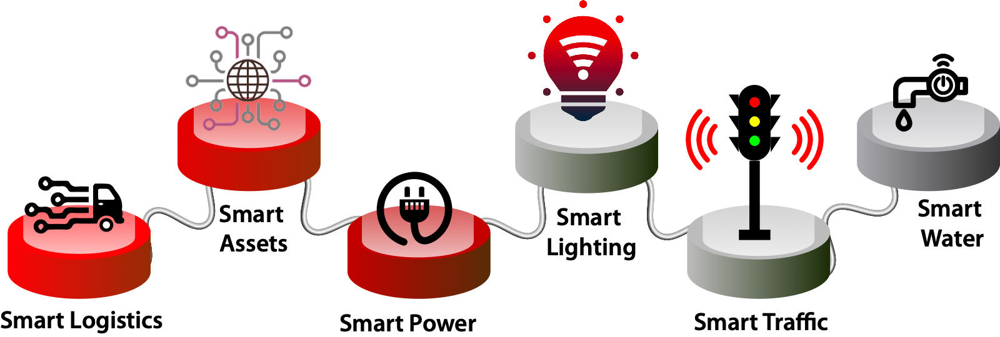 Smart Logistics
Smart
Assets
Smart Power
Smart
Lighting
Smart Traffic
Smart
Water